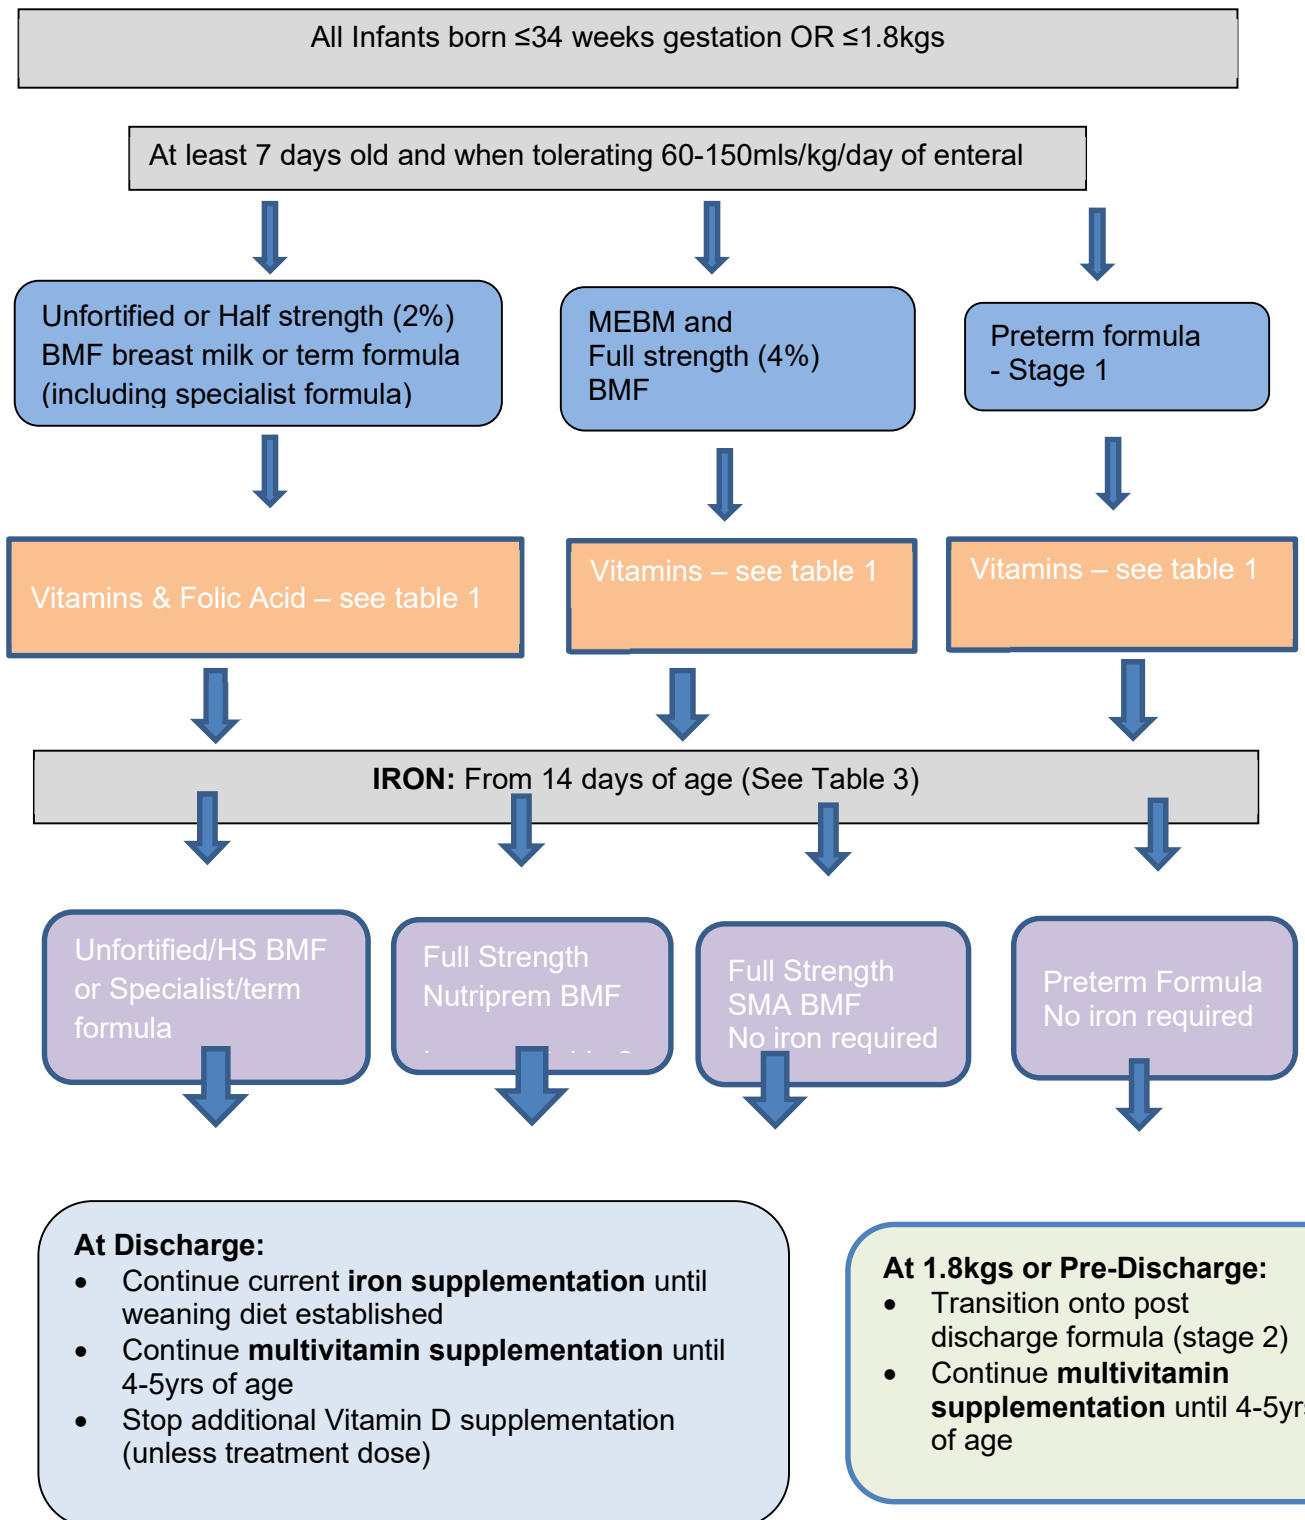 All Infants born ≤34 weeks gestation OR ≤1.8kgs
At least 7 days old and when tolerating 60-150mls/kg/day of enteral
Unfortified or Half strength (2%)
BMF breast milk or term formula
(including specialist formula)
MEBM and
Full strength (4%)
BMF
Preterm formula
- Stage 1
Vitamins & Folic Acid – see table 1
Vitamins – see table 1
Vitamins – see table 1
IRON: From 14 days of age (See Table 3)
Unfortified/HS BMF
or Specialist/term
formula
Full Strength
Nutriprem BMF
Full Strength
SMA BMF
No iron required
Preterm Formula
No iron required
At Discharge:
• Continue current iron supplementation until
weaning diet established
• Continue multivitamin supplementation until
4-5yrs of age
• Stop additional Vitamin D supplementation
(unless treatment dose)
At 1.8kgs or Pre-Discharge:
• Transition onto post
discharge formula (stage 2)
• Continue multivitamin
supplementation until 4-5yrs
of age